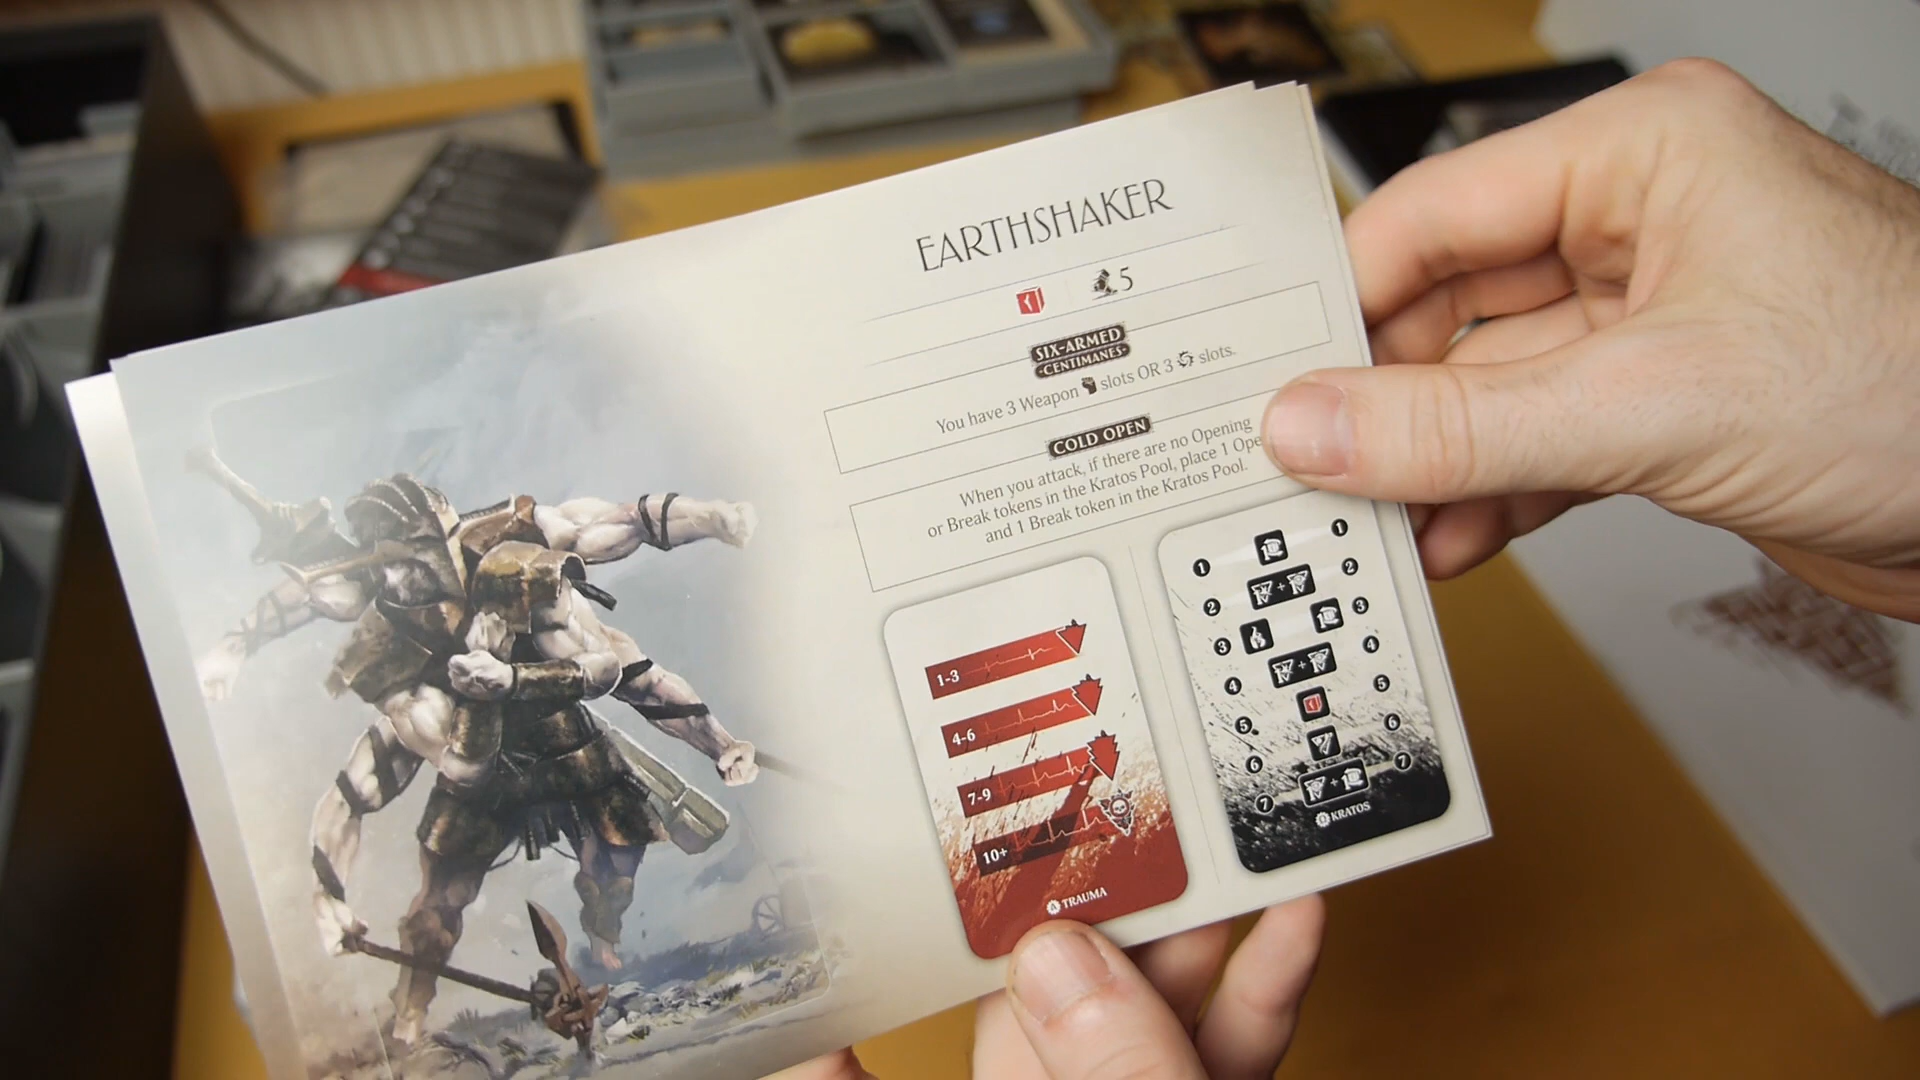 EARTHSHAKER
5
SIX-ARMED
·CENTIMANES·
You have 3 Weapon slots OR 3 slots.
COLD OPEN
When you attack, if there are no Opening
or Break tokens in the Kratos Pool, place 1
and 1 Break token in the Kratos Pool.
1-3
4-6
7-9
10+
A TRAUMA
1 1
2 2
3 3
4 4
5 5
6 6
7 7
KRATOS